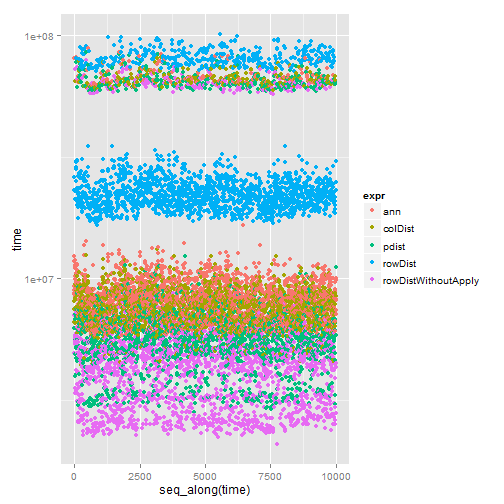 1e+08
1e+07
time
0
2500
5000
7500
10000
seq_along(time)
expr
ann
colDist
pdist
rowDist
rowDistWithoutApply